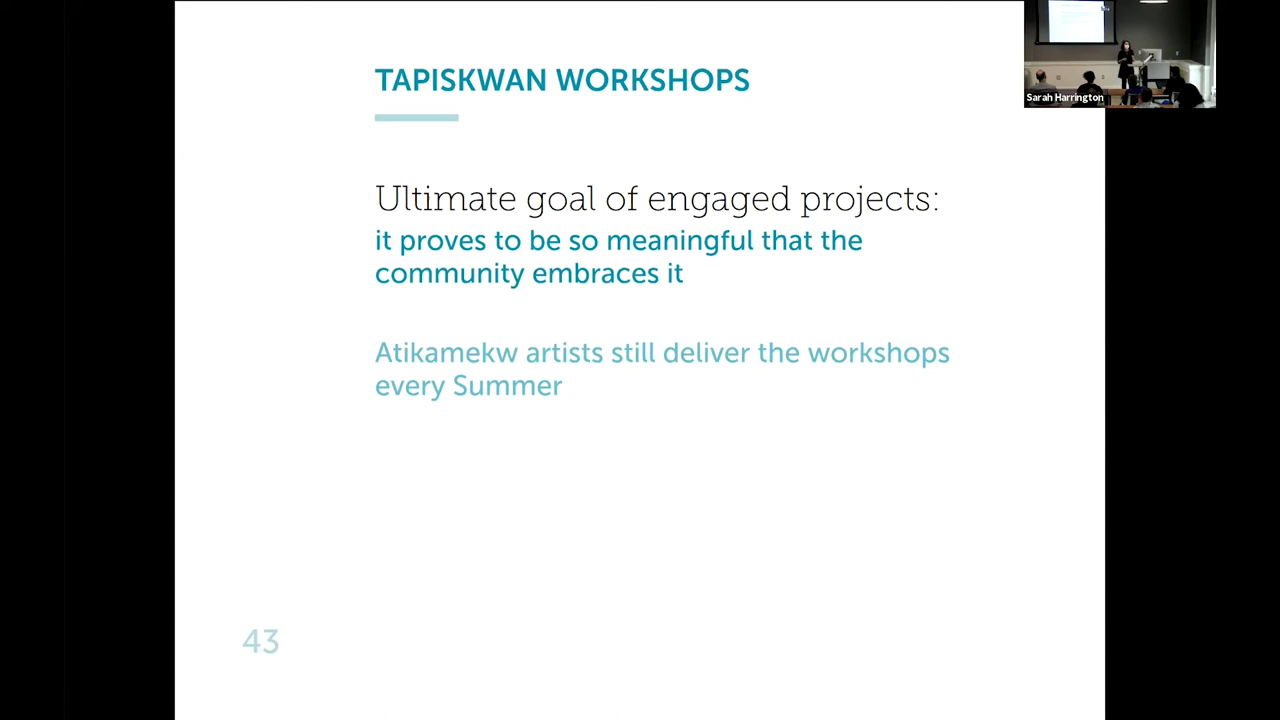 TAPISKWAN WORKSHOPS
Ultimate goal of engaged projects:
it proves to be so meaningful that the
community embraces it
Atikamekw artists still deliver the workshops
every Summer
43
Sarah Harrington